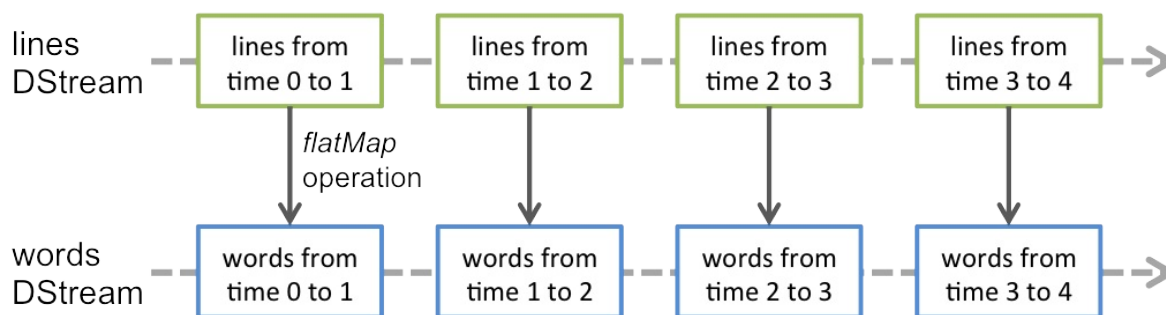 lines
DStream
lines from
time 0 to 1
lines from
time 1 to 2
lines from
time 2 to 3
lines from
time 3 to 4
flatMap
operation
words
DStream
words from
time 0 to 1
words from
time 1 to 2
words from
time 2 to 3
words from
time 3 to 4